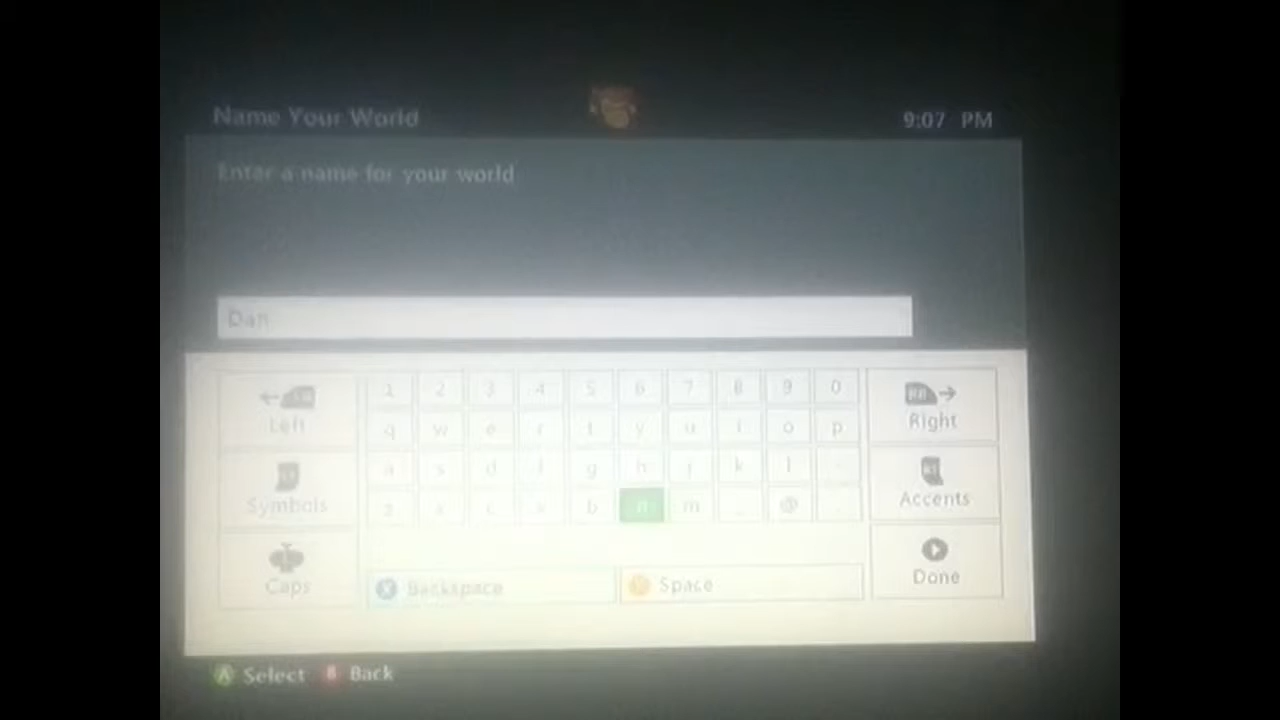 Name Your World
9:07 PM
Enter a name for your world
Dan
Left
1 2 3 4 5 6 7 8 9 0
Right
q w e r t y u i o p
Symbols
a s d f g h j k l
Accents
z x c v b n m _ @ .
Caps
X Backspace
Space
Done
A Select B Back